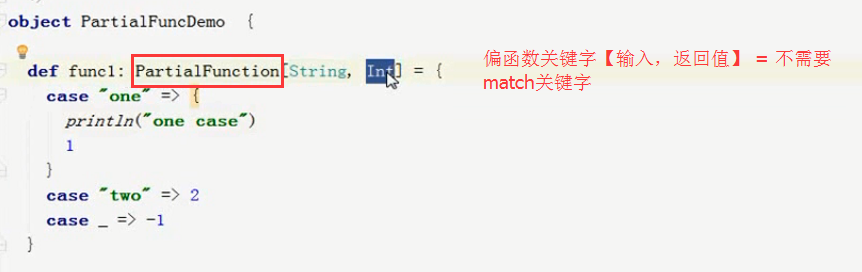 object PartialFuncDemo {
def func1: PartialFunction[String, Int] = {
case "one" => {
println("one case")
1
}
case "two" => 2
case _ => -1
}
偏函数关键字【输入，返回值】 = 不需要
match关键字